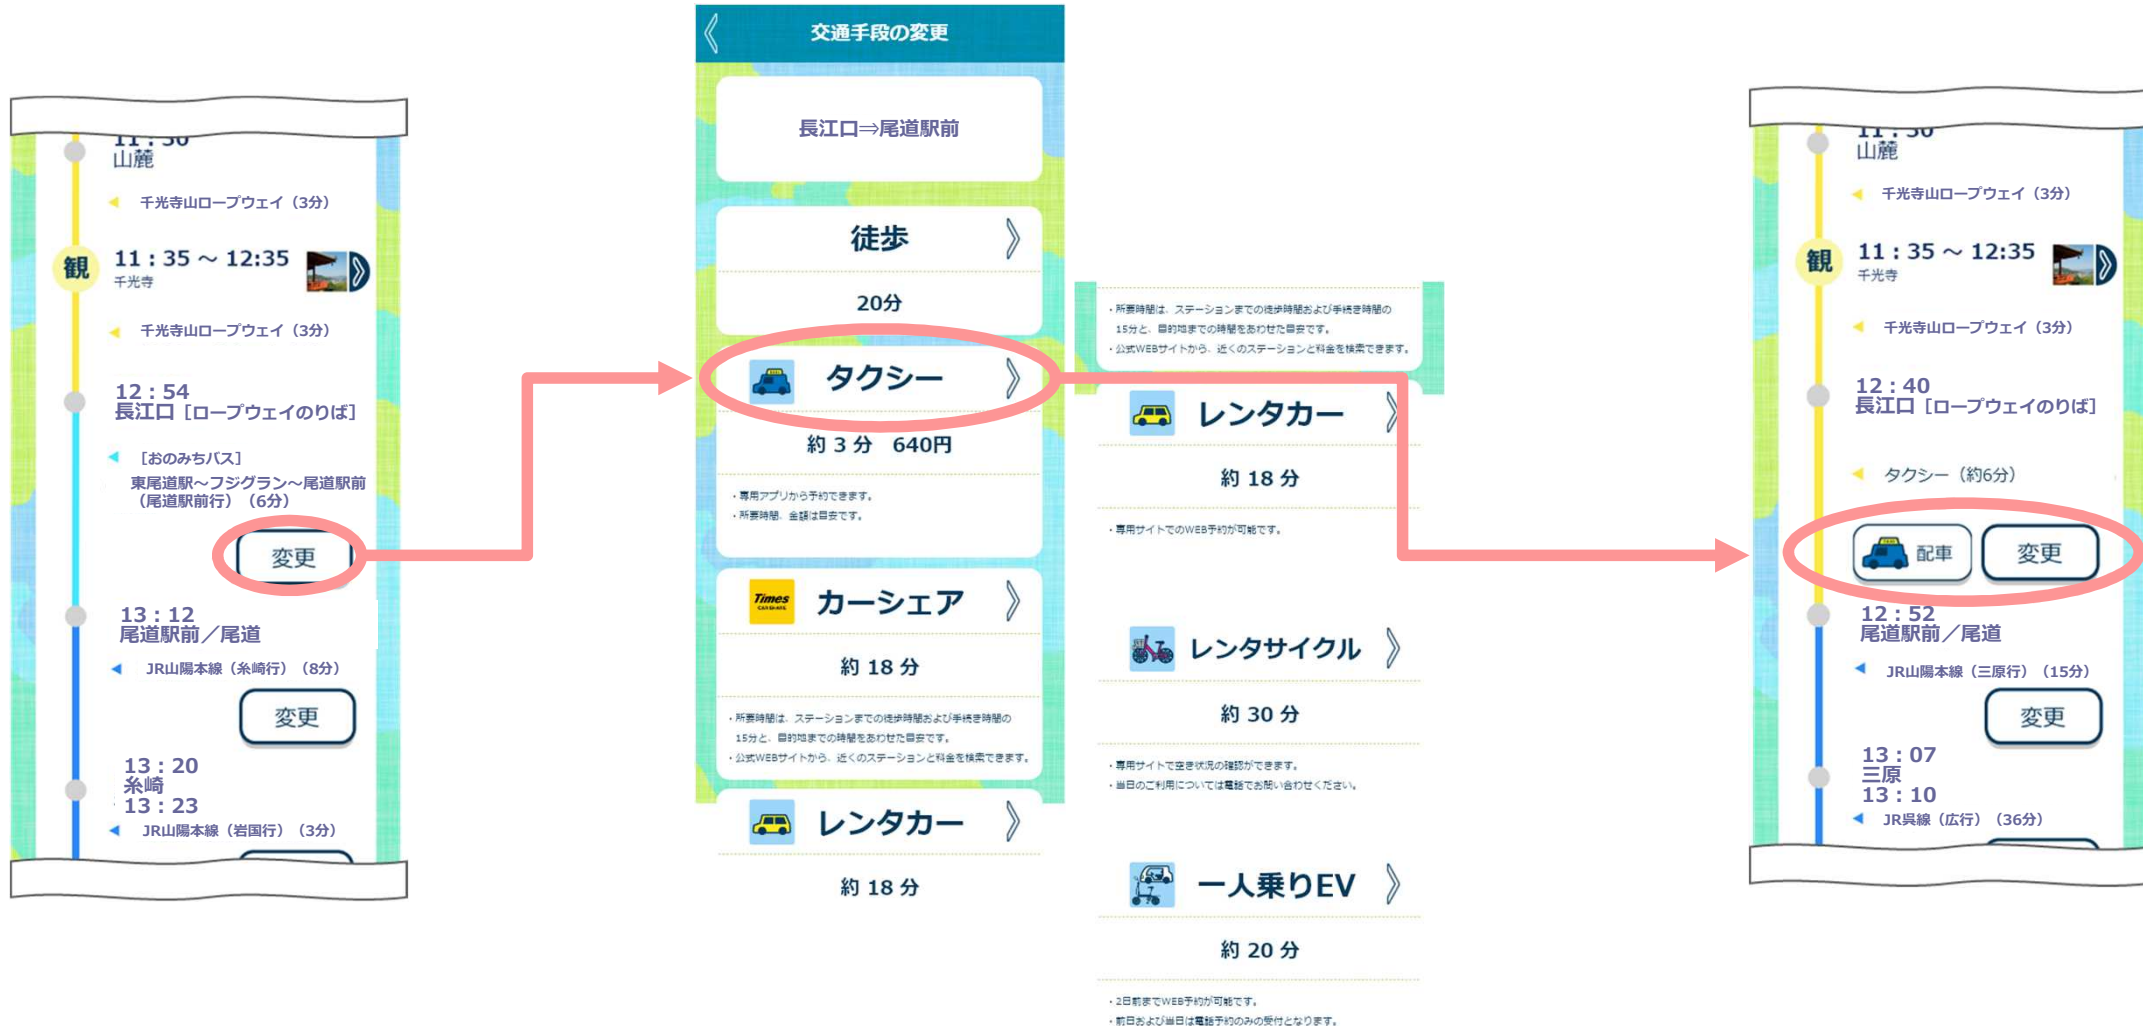 11：30
山麓
千光寺山ロープウェイ（3分）
観
11：35 ～ 12:35
千光寺
千光寺山ロープウェイ（3分）
12：54
長江口［ロープウェイのりば］
［おのみちバス］
東尾道駅～フジグラン～尾道駅前
（尾道駅前行）（6分）
変更
13：12
尾道駅前／尾道
JR山陽本線（糸崎行）（8分）
変更
13：20
糸崎
13：23
JR山陽本線（岩国行）（3分）
交通手段の変更
長江口⇒尾道駅前
徒歩
20分
タクシー
約 3 分 640円
・専用アプリから予約できます。
・所要時間、金額は目安です。
Times
CAR SHARE
カーシェア
約 18 分
・所要時間は、ステーションまでの徒歩時間および手続き時間の
15分と、目的地までの時間をあわせた目安です。
・公式WEBサイトから、近くのステーションと料金を検索できます。
レンタカー
約 18 分
・所要時間は、ステーションまでの徒歩時間および手続き時間の
15分と、目的地までの時間をあわせた目安です。
・公式WEBサイトから、近くのステーションと料金を検索できます。
レンタカー
約 18 分
・専用サイトでのWEB予約が可能です。
レンタサイクル
約 30 分
・専用サイトで空き状況の確認ができます。
・当日のご利用については電話でお問い合わせください。
一人乗りEV
約 20 分
・2日前までWEB予約が可能です。
・前日および当日は電話予約のみの受付となります。
11：30
山麓
千光寺山ロープウェイ（3分）
観
11：35 ～ 12:35
千光寺
千光寺山ロープウェイ（3分）
12：40
長江口［ロープウェイのりば］
タクシー（約6分）
配車
変更
12：52
尾道駅前／尾道
JR山陽本線（三原行）（15分）
変更
13：07
三原
13：10
JR呉線（広行）（36分）